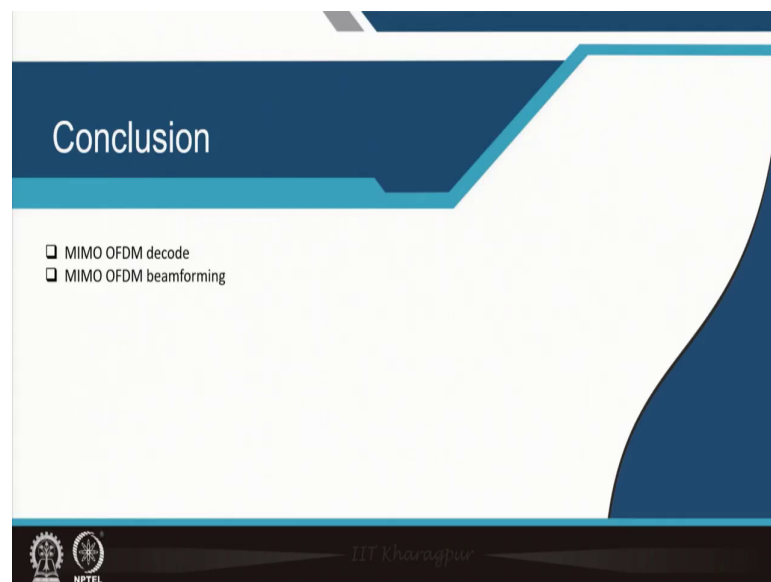 Conclusion
❑ MIMO OFDM decode
❑ MIMO OFDM beamforming
NPTEL
IIT Kharagpur